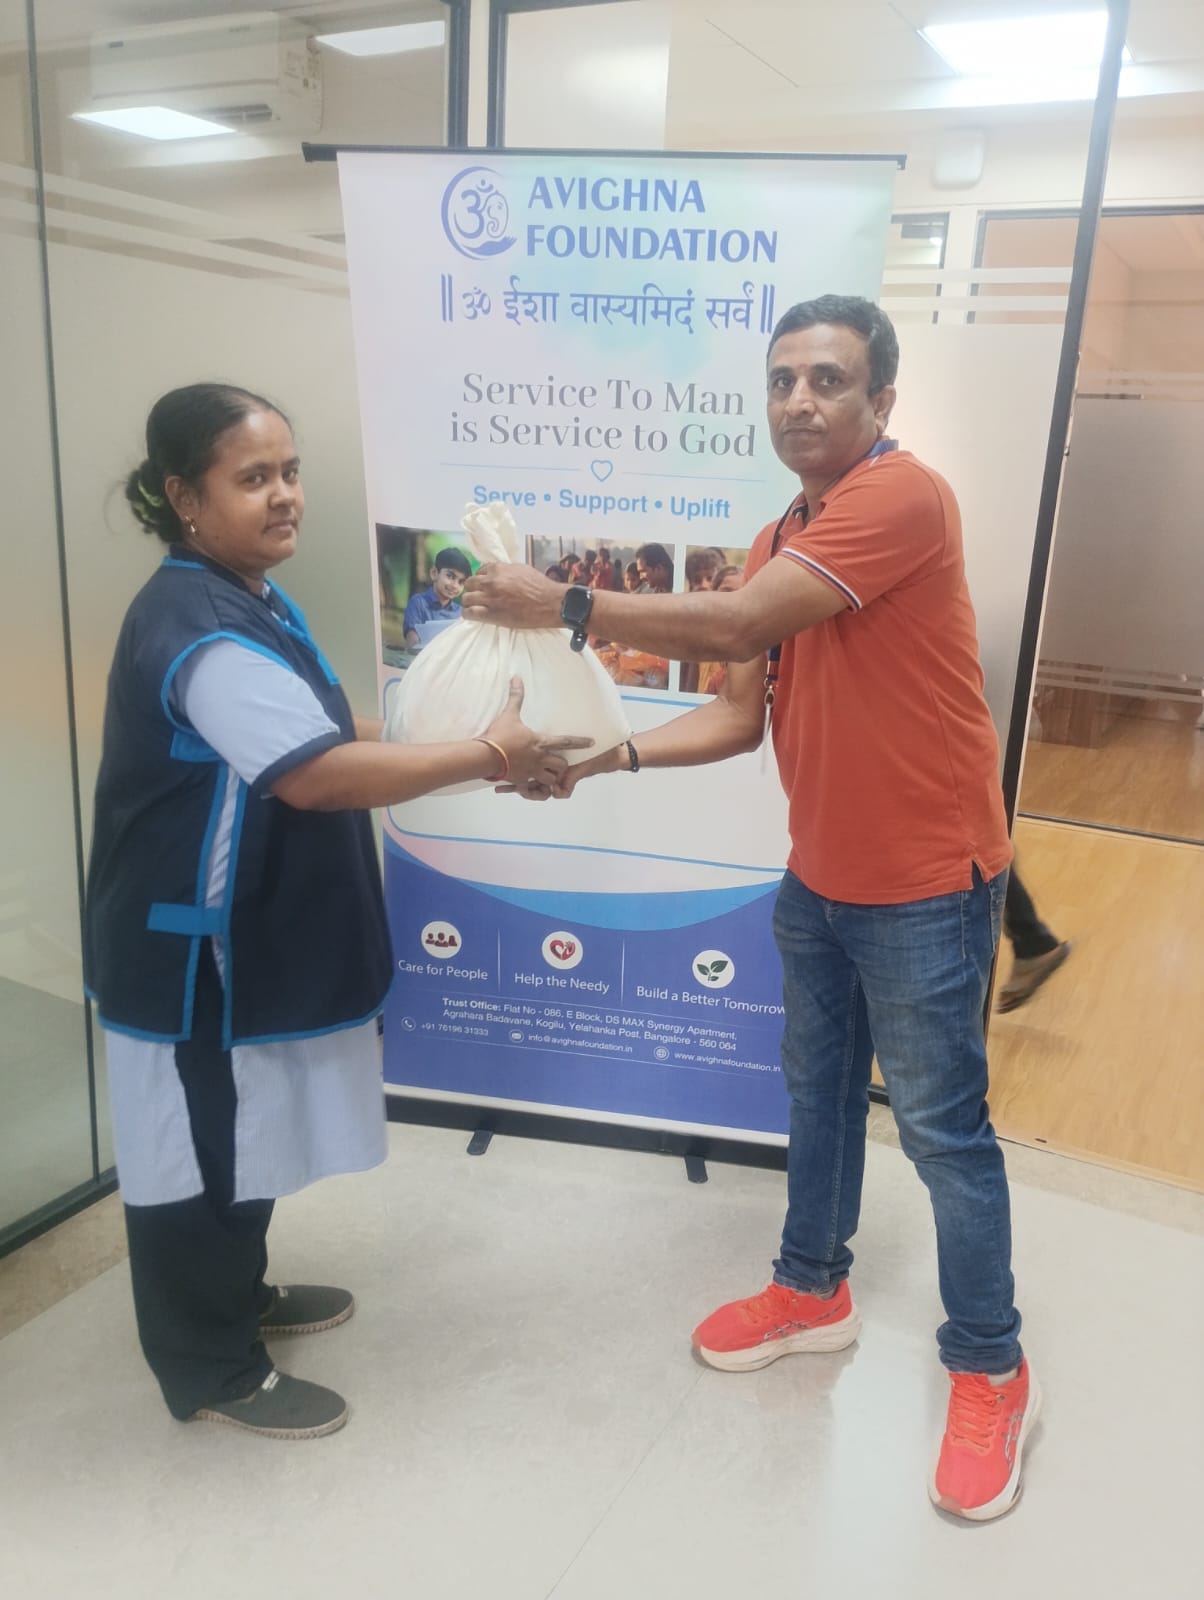 AVIGHNA
FOUNDATION
॥ॐ ईशा वास्यमिदं सर्वं॥
Service To Man
is Service to God
Serve • Support • Uplift
Care for People
Help the Needy
Build a Better Tomorrow
Trust Office: Flat No - 086, E Block, DS MAX Synergy Apartment,
Agrahara Badavane, Kogilu, Yelahanka Post, Bangalore - 560 064
+91 76196 31333
info@avighnafoundation.in
www.avighnafoundation.in